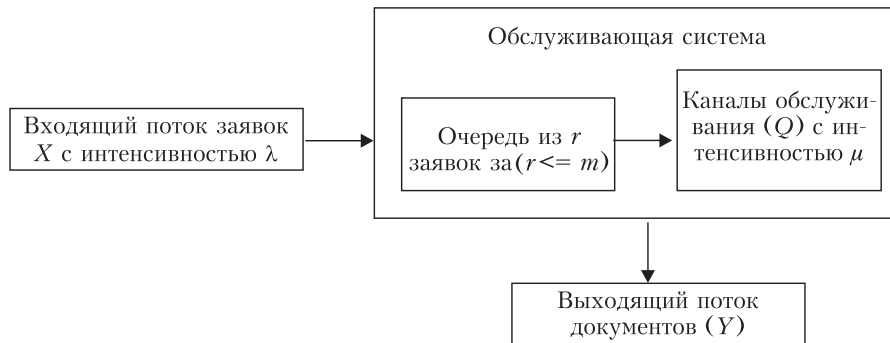 Обслуживающая система
Входящий поток заявок
X с интенсивностью λ
Очередь из r
заявок за(r <= m)
Каналы обслужи-
вания (Q) с ин-
тенсивностью μ
Выходящий поток
документов (Y)